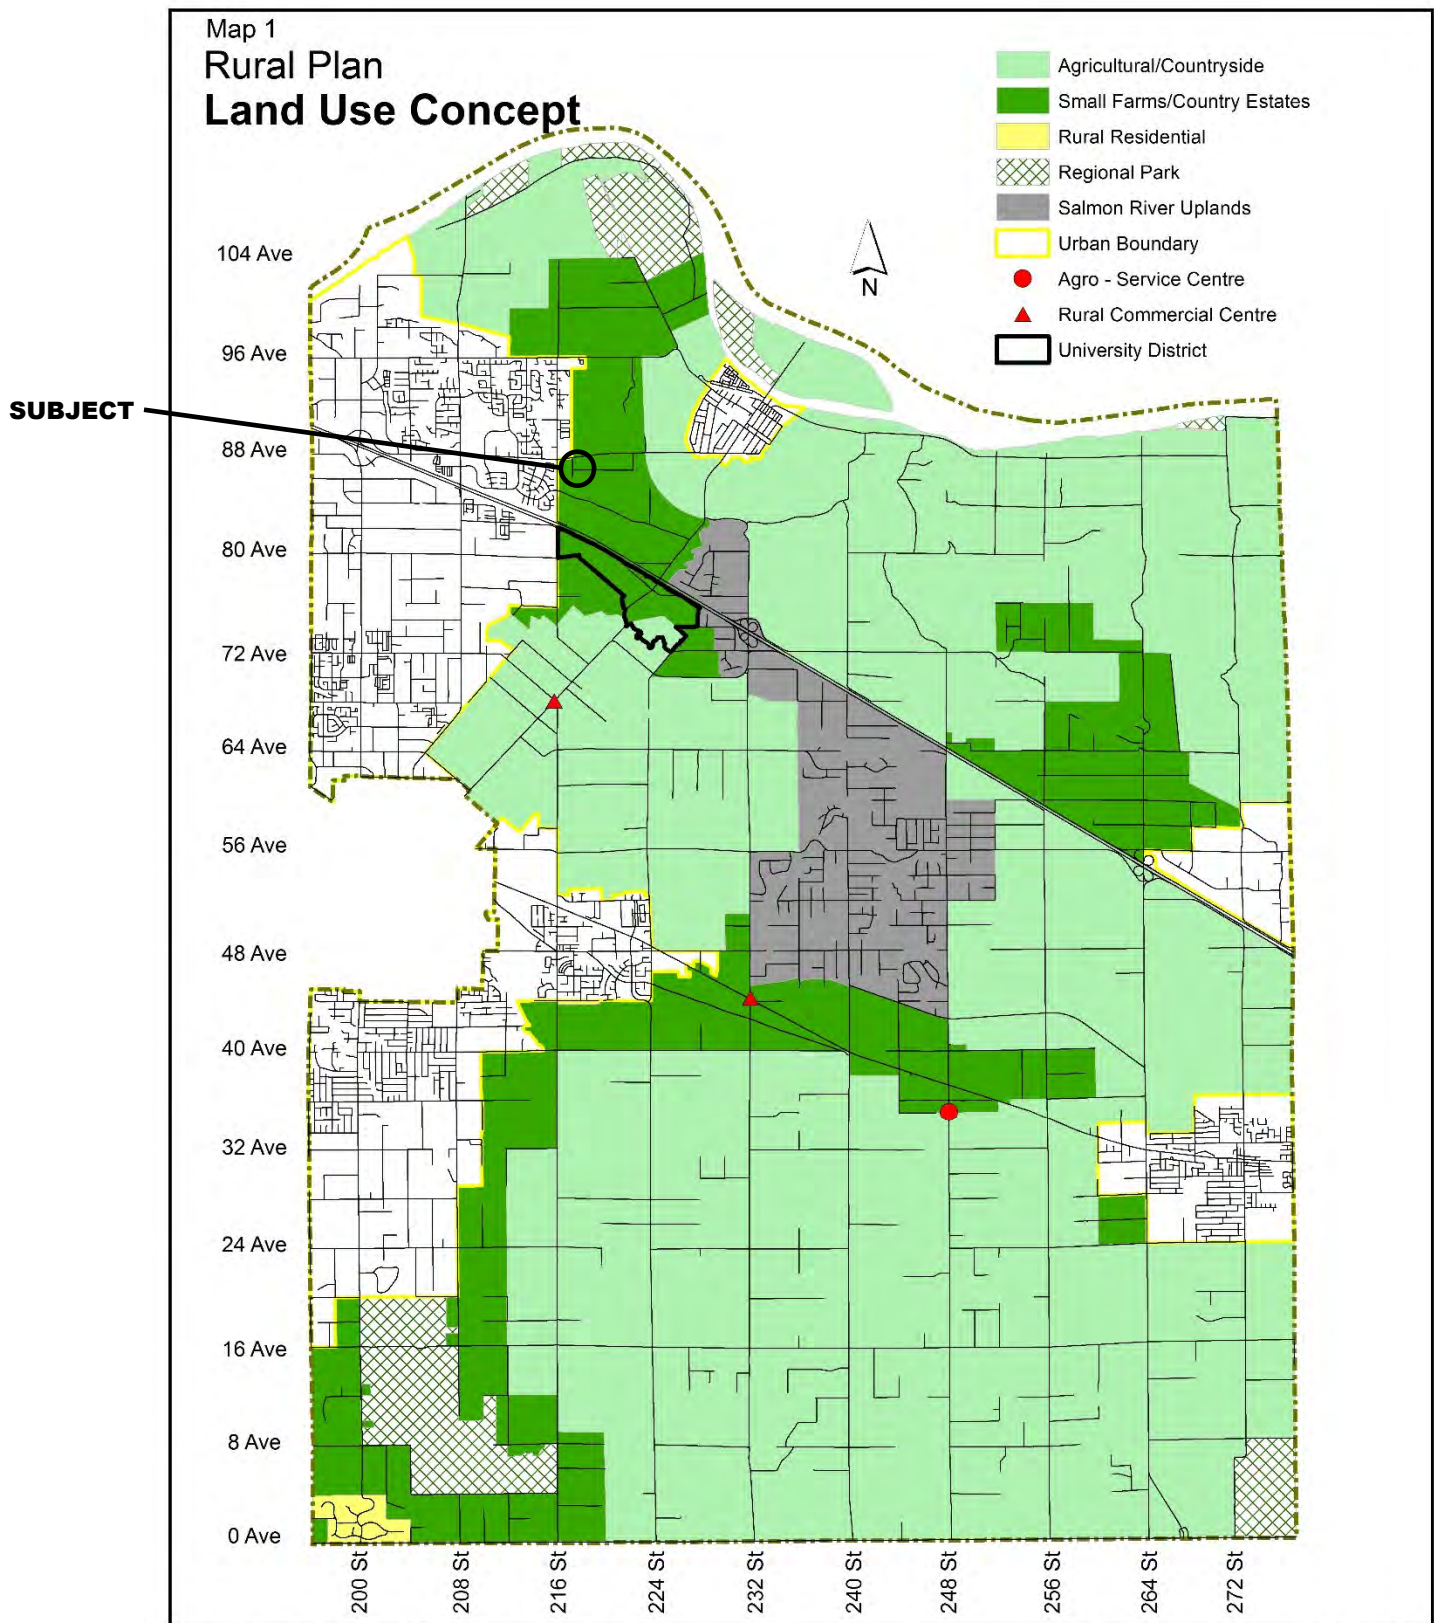 Map 1
Rural Plan
Land Use Concept
Agricultural/Countryside
Small Farms/Country Estates
Rural Residential
Regional Park
Salmon River Uplands
Urban Boundary
Agro - Service Centre
Rural Commercial Centre
University District
N
SUBJECT
104 Ave
96 Ave
88 Ave
80 Ave
72 Ave
64 Ave
56 Ave
48 Ave
40 Ave
32 Ave
24 Ave
16 Ave
8 Ave
0 Ave
200 St
208 St
216 St
224 St
232 St
240 St
248 St
256 St
264 St
272 St